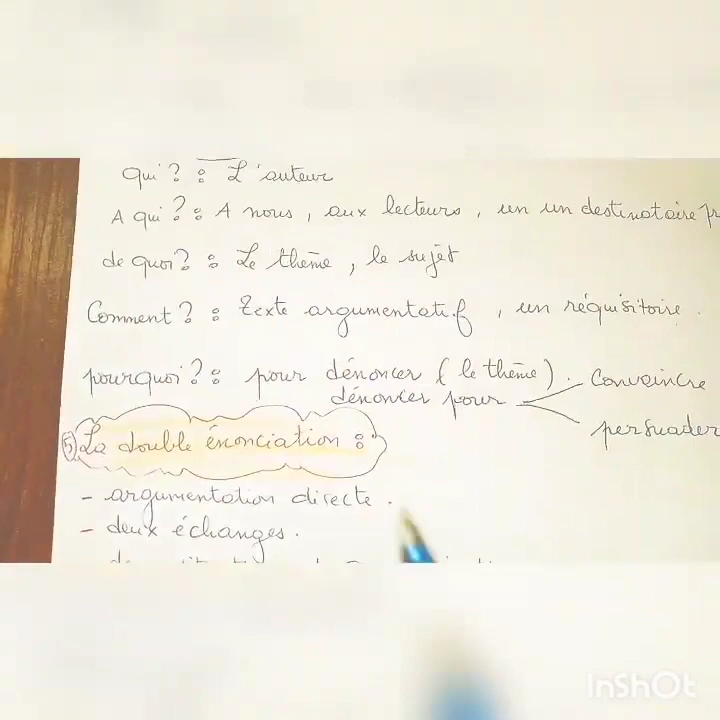 qui ? : L'auteur
A qui ? : A nous, aux lecteurs, un un destinataire
de quoi ? : Le thème, le sujet
Comment ? : Texte argumentatif, un réquisitoire.
pourquoi ? : pour dénoncer (le thème).
dénoncer pour convaincre
persuader
5) La double énonciation :
- argumentation directe.
- deux échanges.
InShOt